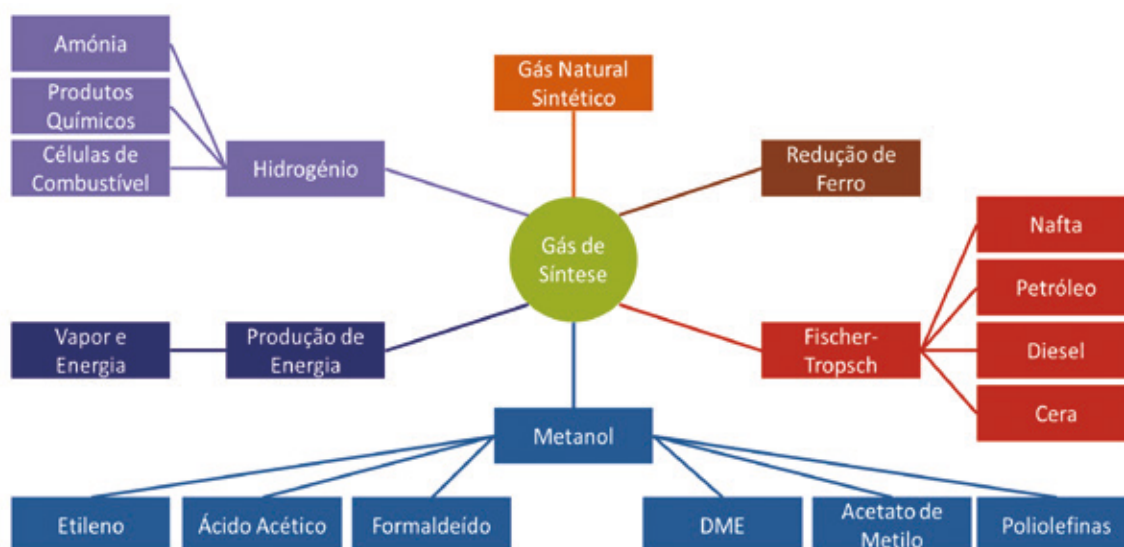 Amónia
Produtos
Químicos
Células de
Combustível
Hidrogénio
Gás Natural
Sintético
Redução de
Ferro
Gás de
Síntese
Nafta
Petróleo
Diesel
Cera
Fischer-
Tropsch
Vapor e
Energia
Produção de
Energia
Metanol
Etileno
Ácido Acético
Formaldeído
DME
Acetato de
Metilo
Poliolefinas